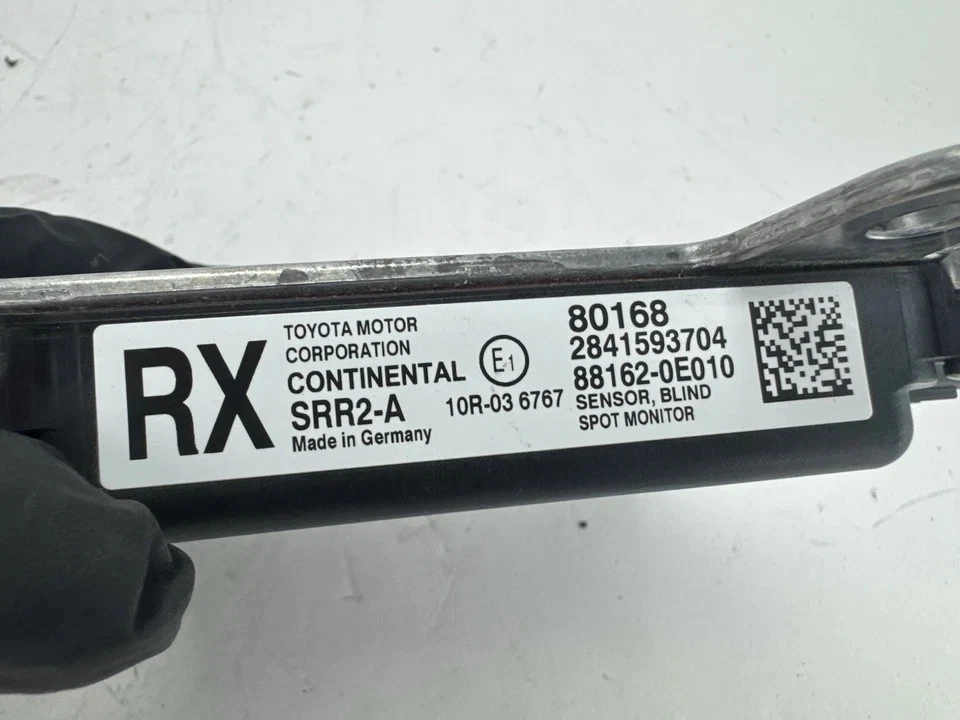 RX
TOYOTA MOTOR
CORPORATION
CONTINENTAL
SRR2-A
Made in Germany
E1
10R-03 6767
80168
2841593704
88162-0E010
SENSOR, BLIND
SPOT MONITOR